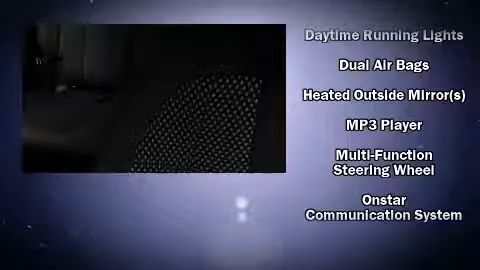 Daytime Running Lights
Dual Air Bags
Heated Outside Mirror(s)
MP3 Player
Multi-Function
Steering Wheel
Onstar
Communication System